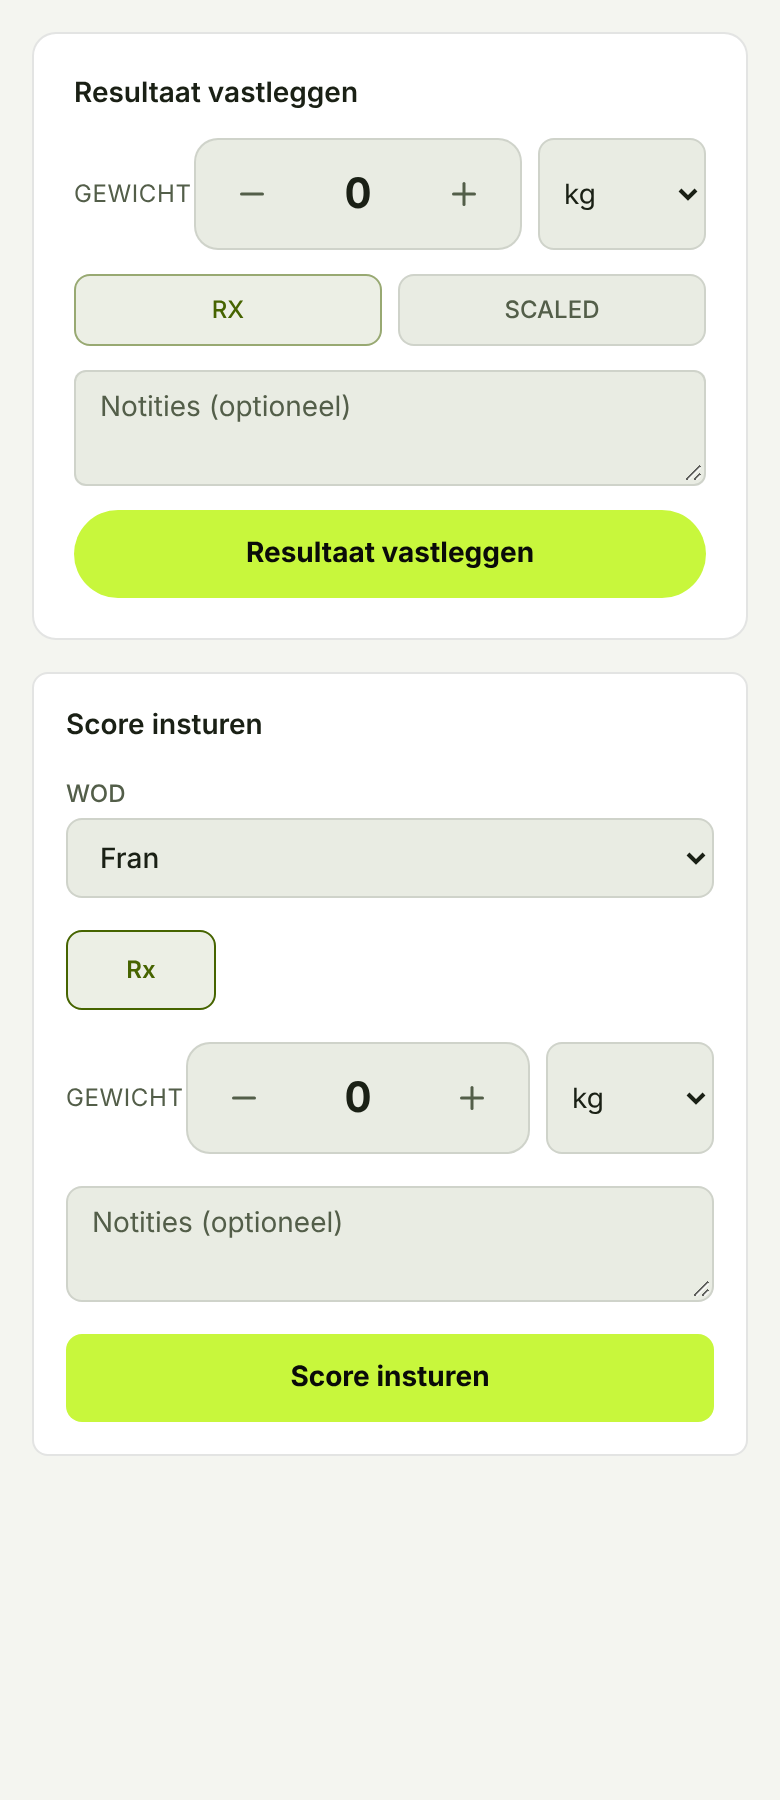 Resultaat vastleggen
GEWICHT − 0 + kg
RX SCALED
Notities (optioneel)
Resultaat vastleggen
Score insturen
WOD
Fran
Rx
GEWICHT − 0 + kg
Notities (optioneel)
Score insturen